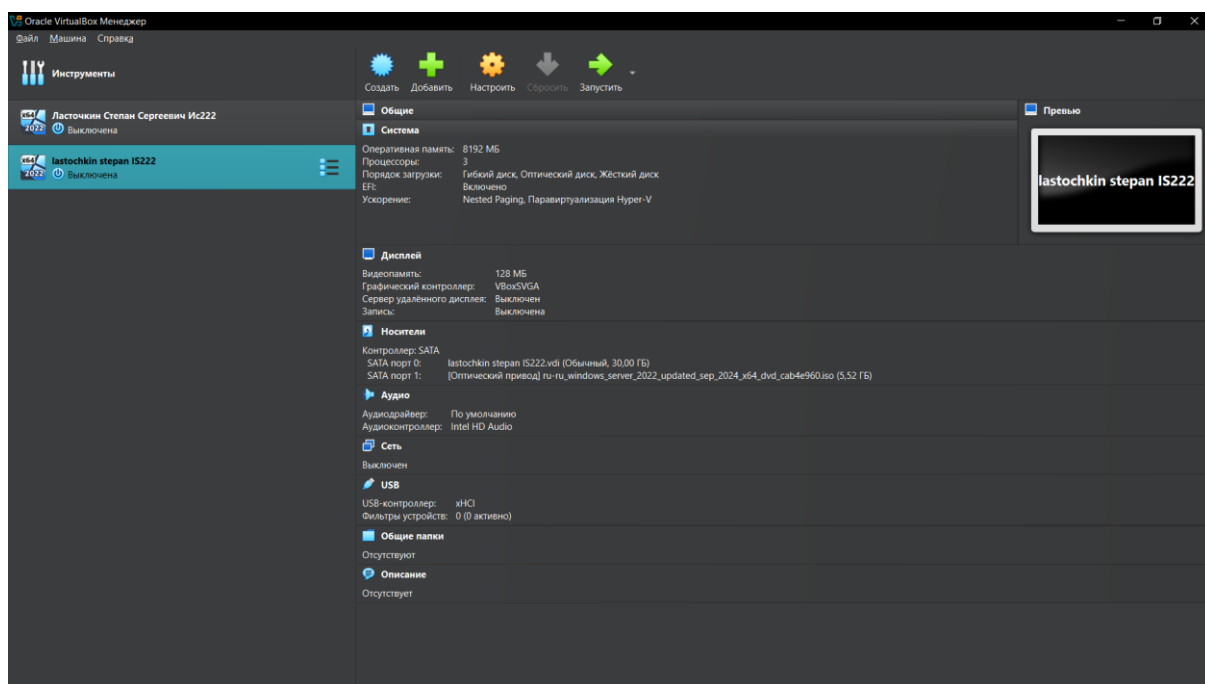 Oracle VirtualBox Менеджер
Файл Машина Справка
Инструменты
Создать Добавить Настроить Сбросить Запустить
x64 2022 Ласточкин Степан Сергеевич Ис222
Выключена
x64 2022 lastochkin stepan IS222
Выключена
Общие
Система
Оперативная память: 8192 МБ
Процессоры: 3
Порядок загрузки: Гибкий диск, Оптический диск, Жёсткий диск
EFI: Включено
Ускорение: Nested Paging, Паравиртуализация Hyper-V
Превью
lastochkin stepan IS222
Дисплей
Видеопамять: 128 МБ
Графический контроллер: VBoxSVGA
Сервер удалённого дисплея: Выключен
Запись: Выключена
Носители
Контроллер: SATA
SATA порт 0: lastochkin stepan IS222.vdi (Обычный, 30,00 ГБ)
SATA порт 1: [Оптический привод] ru-ru_windows_server_2022_updated_sep_2024_x64_dvd_cab4e960.iso (5,52 ГБ)
Аудио
Аудиодрайвер: По умолчанию
Аудиоконтроллер: Intel HD Audio
Сеть
Выключен
USB
USB-контроллер: xHCI
Фильтры устройств: 0 (0 активно)
Общие папки
Отсутствуют
Описание
Отсутствует